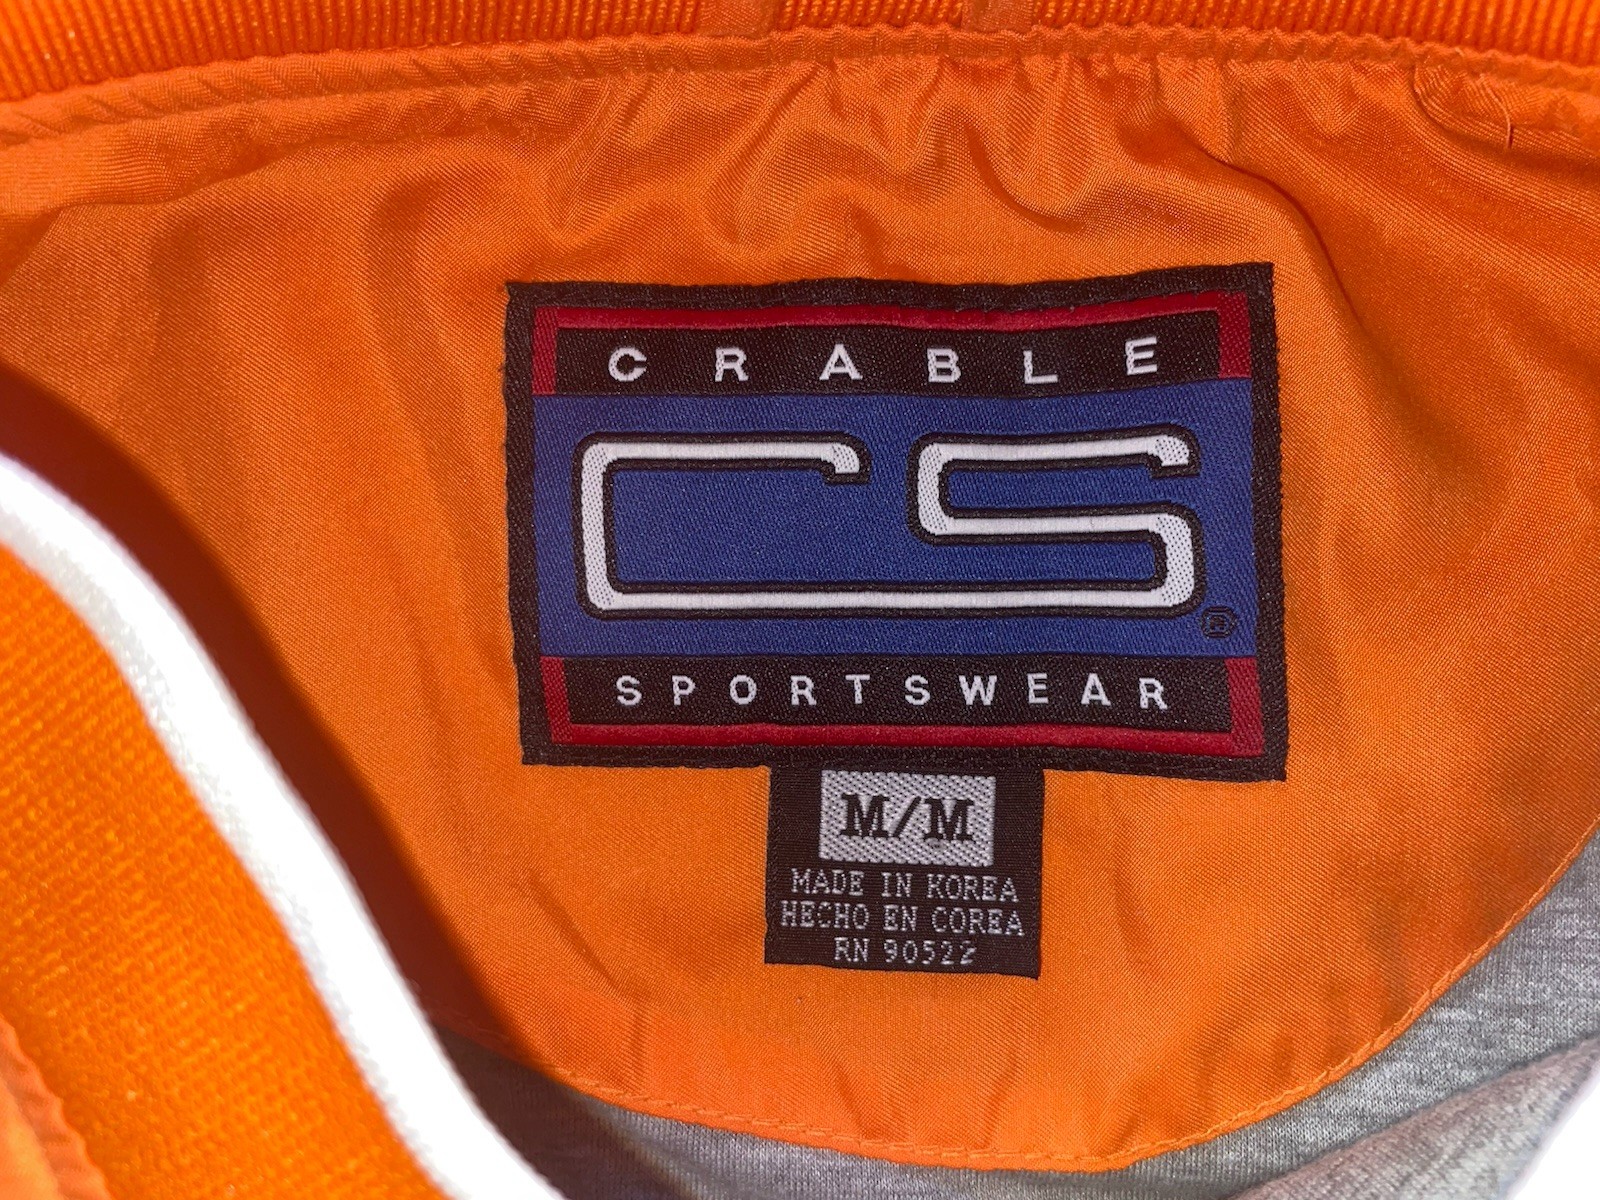 CRABLE
CS®
SPORTSWEAR
M/M
MADE IN KOREA
HECHO EN COREA
RN 90522